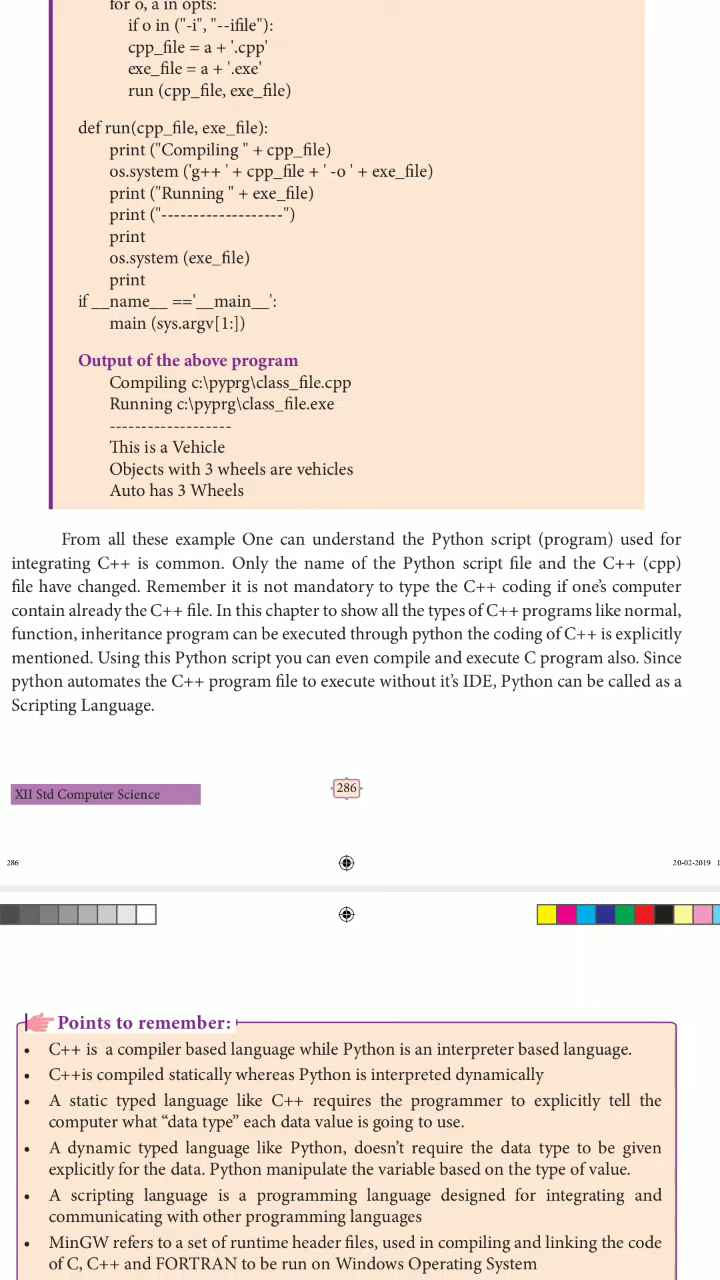 for o, a in opts:
if o in ("-i", "--ifile"):
cpp_file = a + '.cpp'
exe_file = a + '.exe'
run (cpp_file, exe_file)
def run(cpp_file, exe_file):
print ("Compiling " + cpp_file)
os.system ('g++ ' + cpp_file + ' -o ' + exe_file)
print ("Running " + exe_file)
print ("-------------------")
print
os.system (exe_file)
print
if __name__ =='__main__':
main (sys.argv[1:])
Output of the above program
Compiling c:\pyprg\class_file.cpp
Running c:\pyprg\class_file.exe
-------------------
This is a Vehicle
Objects with 3 wheels are vehicles
Auto has 3 Wheels
From all these example One can understand the Python script (program) used for
integrating C++ is common. Only the name of the Python script file and the C++ (cpp)
file have changed. Remember it is not mandatory to type the C++ coding if one's computer
contain already the C++ file. In this chapter to show all the types of C++ programs like normal,
function, inheritance program can be executed through python the coding of C++ is explicitly
mentioned. Using this Python script you can even compile and execute C program also. Since
python automates the C++ program file to execute without it's IDE, Python can be called as a
Scripting Language.
XII Std Computer Science
286
286
20-02-2019 1
Points to remember:
• C++ is a compiler based language while Python is an interpreter based language.
• C++is compiled statically whereas Python is interpreted dynamically
• A static typed language like C++ requires the programmer to explicitly tell the
computer what "data type" each data value is going to use.
• A dynamic typed language like Python, doesn't require the data type to be given
explicitly for the data. Python manipulate the variable based on the type of value.
• A scripting language is a programming language designed for integrating and
communicating with other programming languages
• MinGW refers to a set of runtime header files, used in compiling and linking the code
of C, C++ and FORTRAN to be run on Windows Operating System